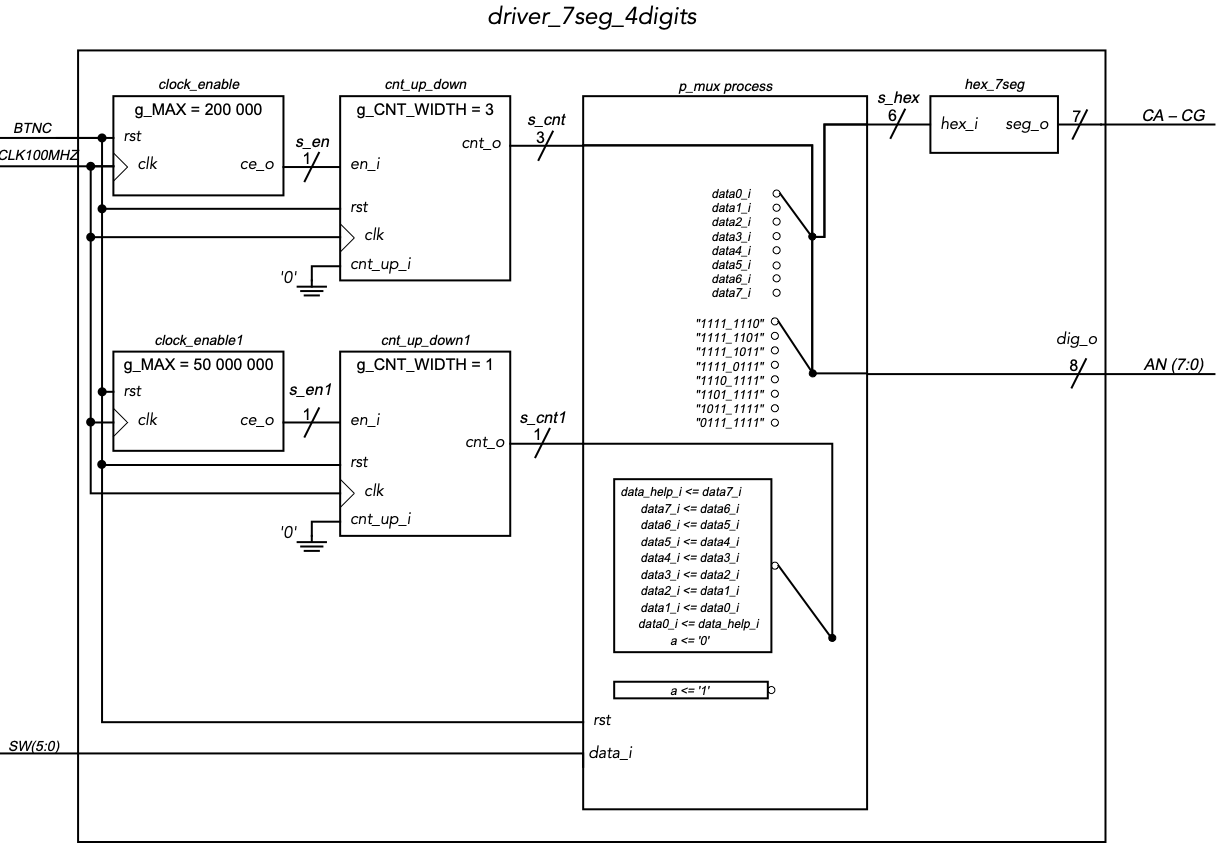 driver_7seg_4digits
clock_enable
g_MAX = 200 000
rst
clk
ce_o
BTNC
CLK100MHZ
s_en
1
cnt_up_down
g_CNT_WIDTH = 3
cnt_o
en_i
rst
clk
cnt_up_i
'0'
s_cnt
3
p_mux process
data0_i
data1_i
data2_i
data3_i
data4_i
data5_i
data6_i
data7_i
"1111_1110"
"1111_1101"
"1111_1011"
"1111_0111"
"1110_1111"
"1101_1111"
"1011_1111"
"0111_1111"
s_hex
6
hex_7seg
hex_i seg_o
7
CA – CG
dig_o
8
AN (7:0)
clock_enable1
g_MAX = 50 000 000
rst
clk
ce_o
s_en1
1
cnt_up_down1
g_CNT_WIDTH = 1
en_i
cnt_o
rst
clk
cnt_up_i
'0'
s_cnt1
1
data_help_i <= data7_i
data7_i <= data6_i
data6_i <= data5_i
data5_i <= data4_i
data4_i <= data3_i
data3_i <= data2_i
data2_i <= data1_i
data1_i <= data0_i
data0_i <= data_help_i
a <= '0'
a <= '1'
rst
SW(5:0)
data_i